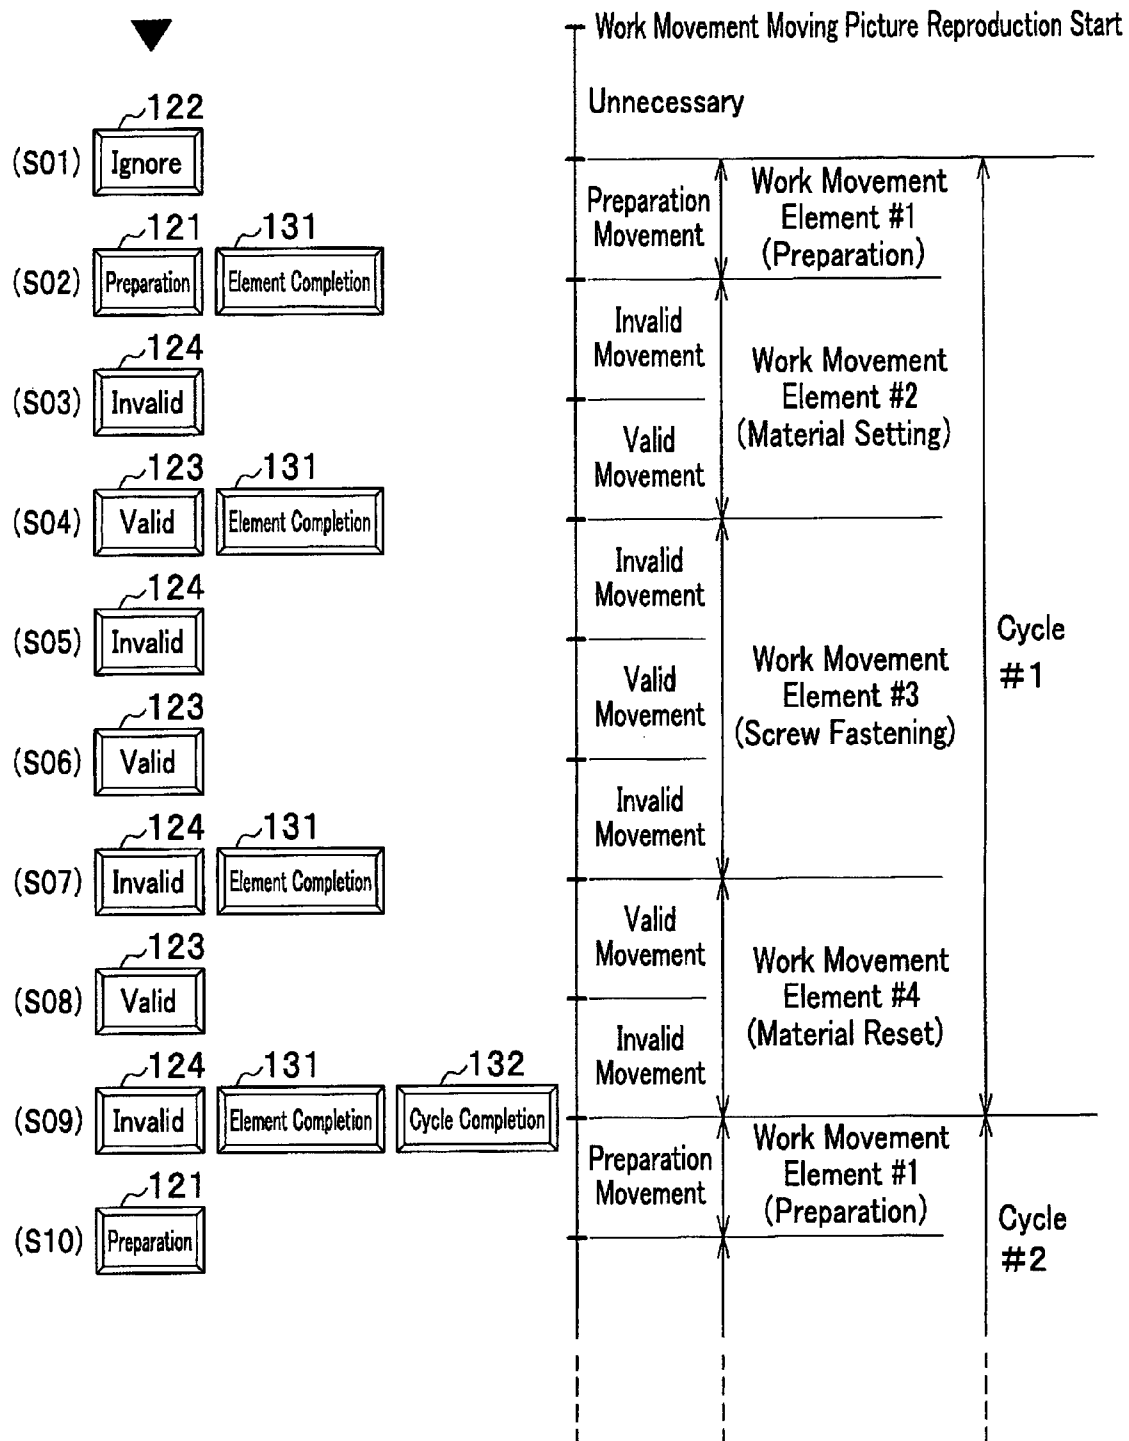 Work Movement Moving Picture Reproduction Start
Unnecessary
122
(S01) Ignore
Preparation
Movement
Work Movement
Element #1
(Preparation)
121 131
(S02) Preparation Element Completion
Invalid
Movement
124
(S03) Invalid
Work Movement
Element #2
(Material Setting)
Valid
Movement
123 131
(S04) Valid Element Completion
Invalid
Movement
124
(S05) Invalid
Cycle
#1
Valid
Movement
Work Movement
Element #3
(Screw Fastening)
123
(S06) Valid
Invalid
Movement
124 131
(S07) Invalid Element Completion
Valid
Movement
123
(S08) Valid
Work Movement
Element #4
(Material Reset)
Invalid
Movement
124 131 132
(S09) Invalid Element Completion Cycle Completion
Preparation
Movement
Work Movement
Element #1
(Preparation)
121
(S10) Preparation
Cycle
#2